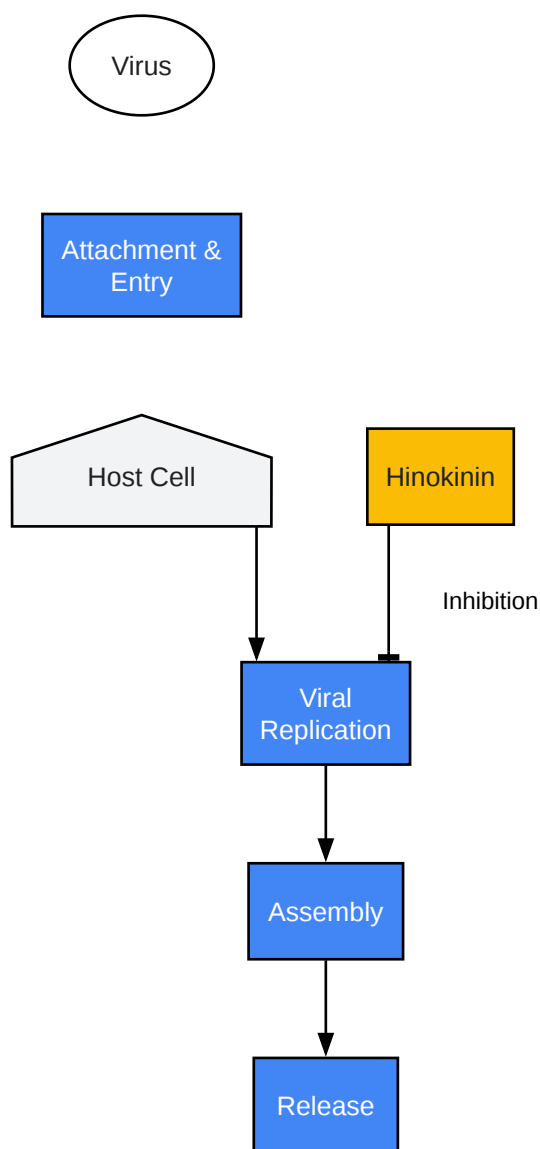 Virus
Attachment &
Entry
Host Cell
Hinokinin
Inhibition
Viral
Replication
Assembly
Release